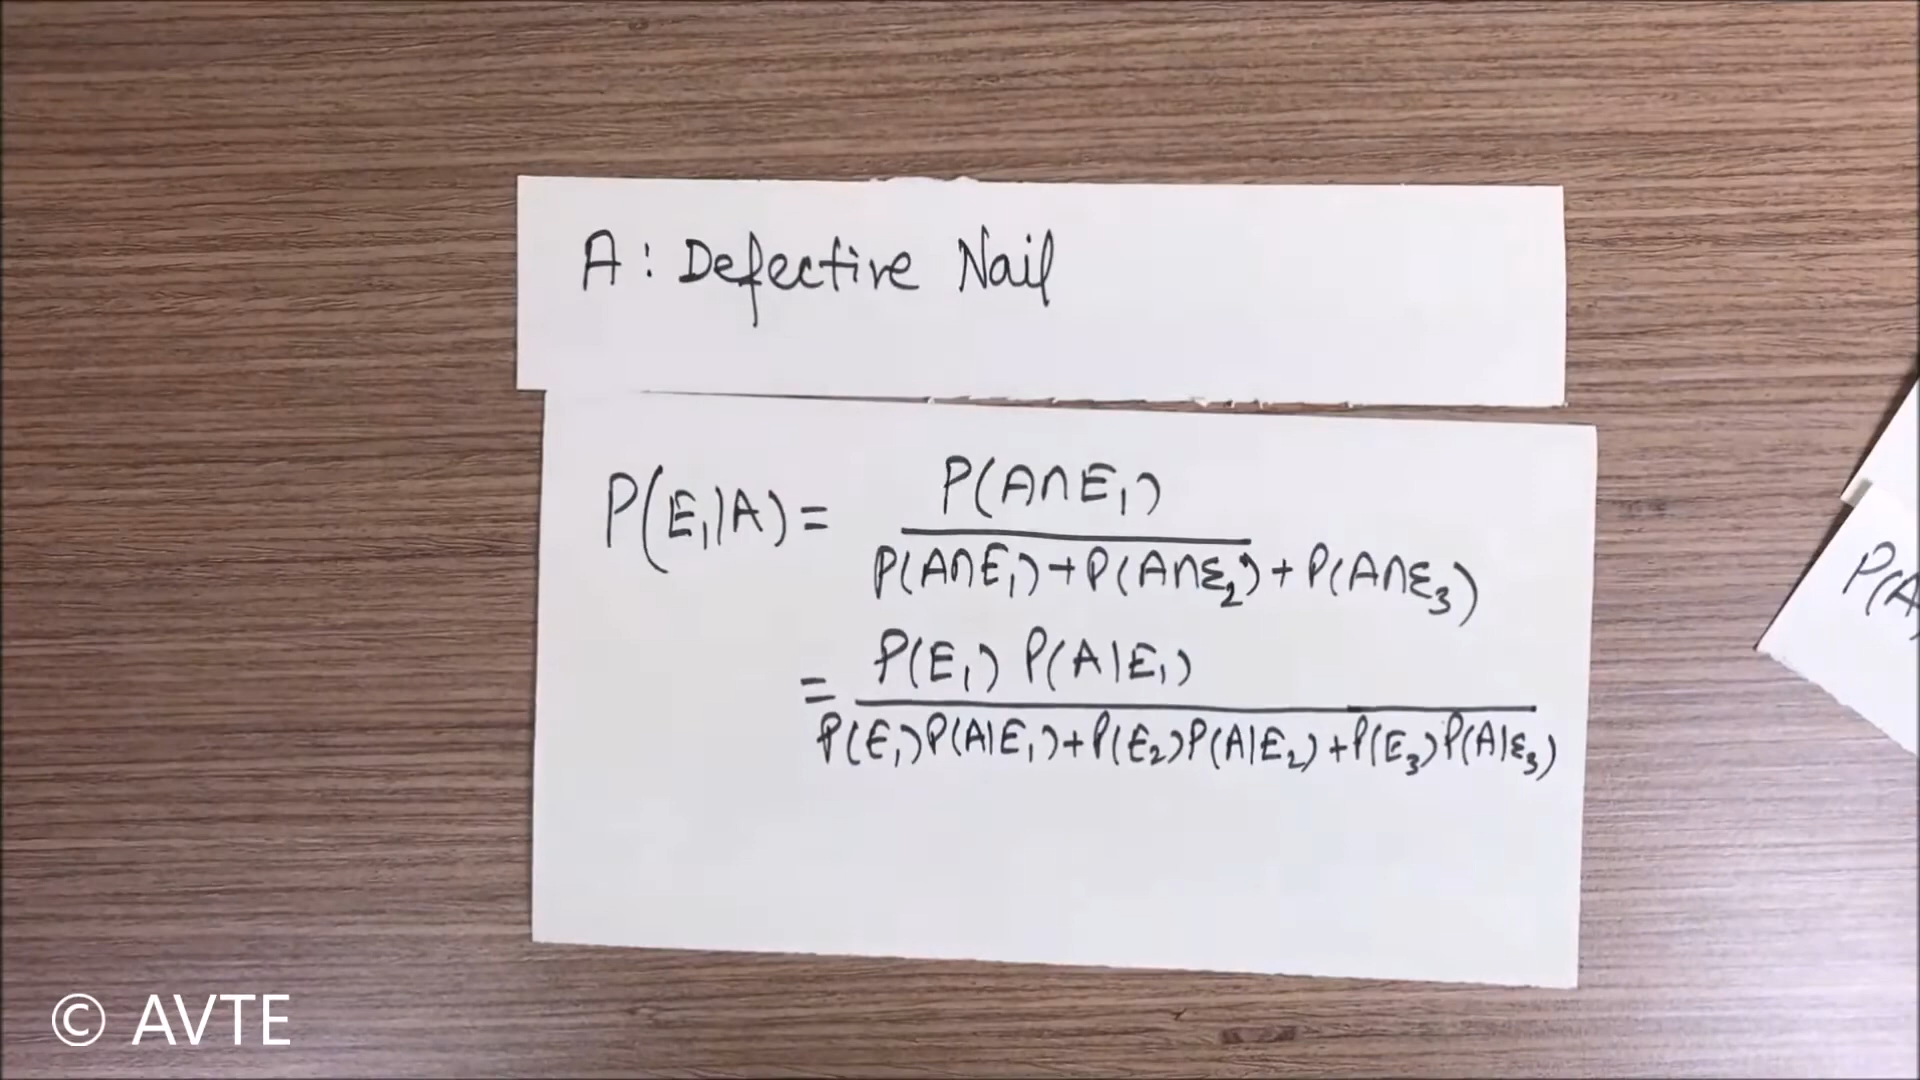 A : Defective Nail
P(E₁|A) = P(A∩E₁)
P(A∩E₁) + P(A∩E₂) + P(A∩E₃)
= P(E₁) P(A|E₁)
P(E₁)P(A|E₁) + P(E₂)P(A|E₂) + P(E₃)P(A|E₃)
P(A
© AVTE